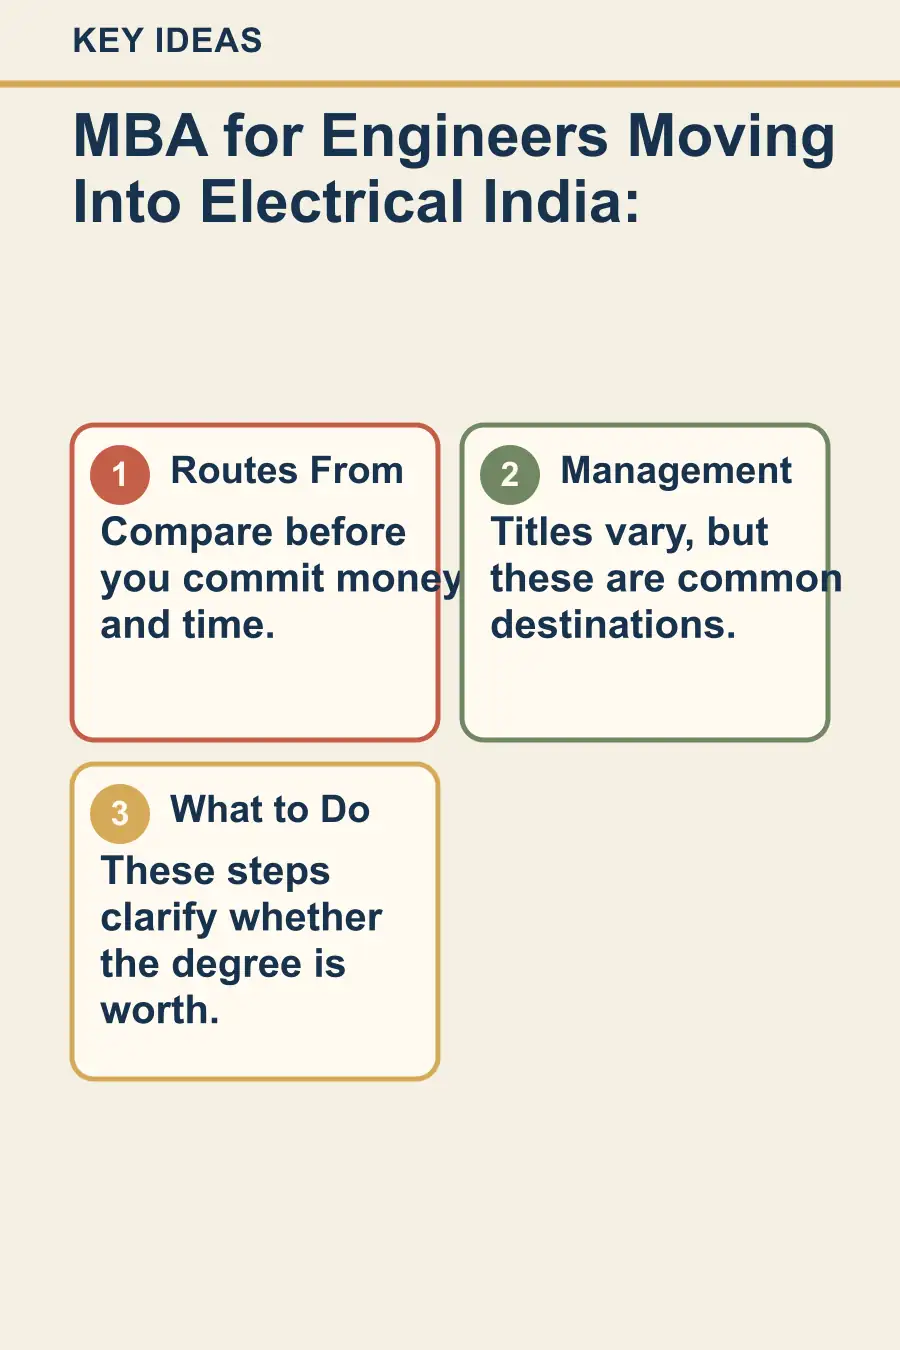 KEY IDEAS
MBA for Engineers Moving
Into Electrical India:
1 Routes From
Compare before
you commit money
and time.
2 Management
Titles vary, but
these are common
destinations.
3 What to Do
These steps
clarify whether
the degree is
worth.